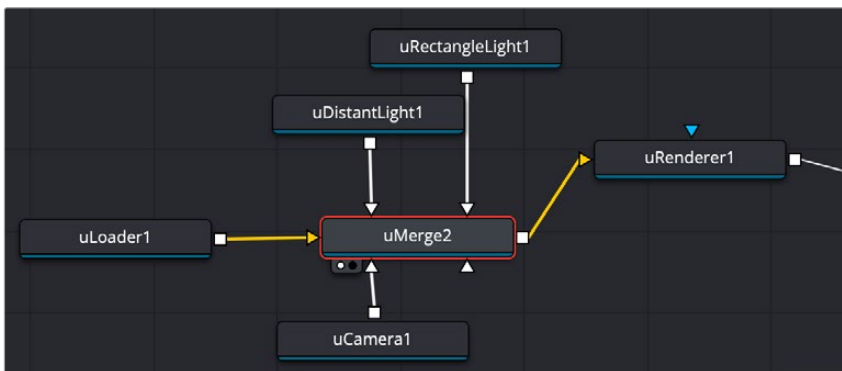 uRectangleLight1
uDistantLight1
uRenderer1
uLoader1
uMerge2
uCamera1